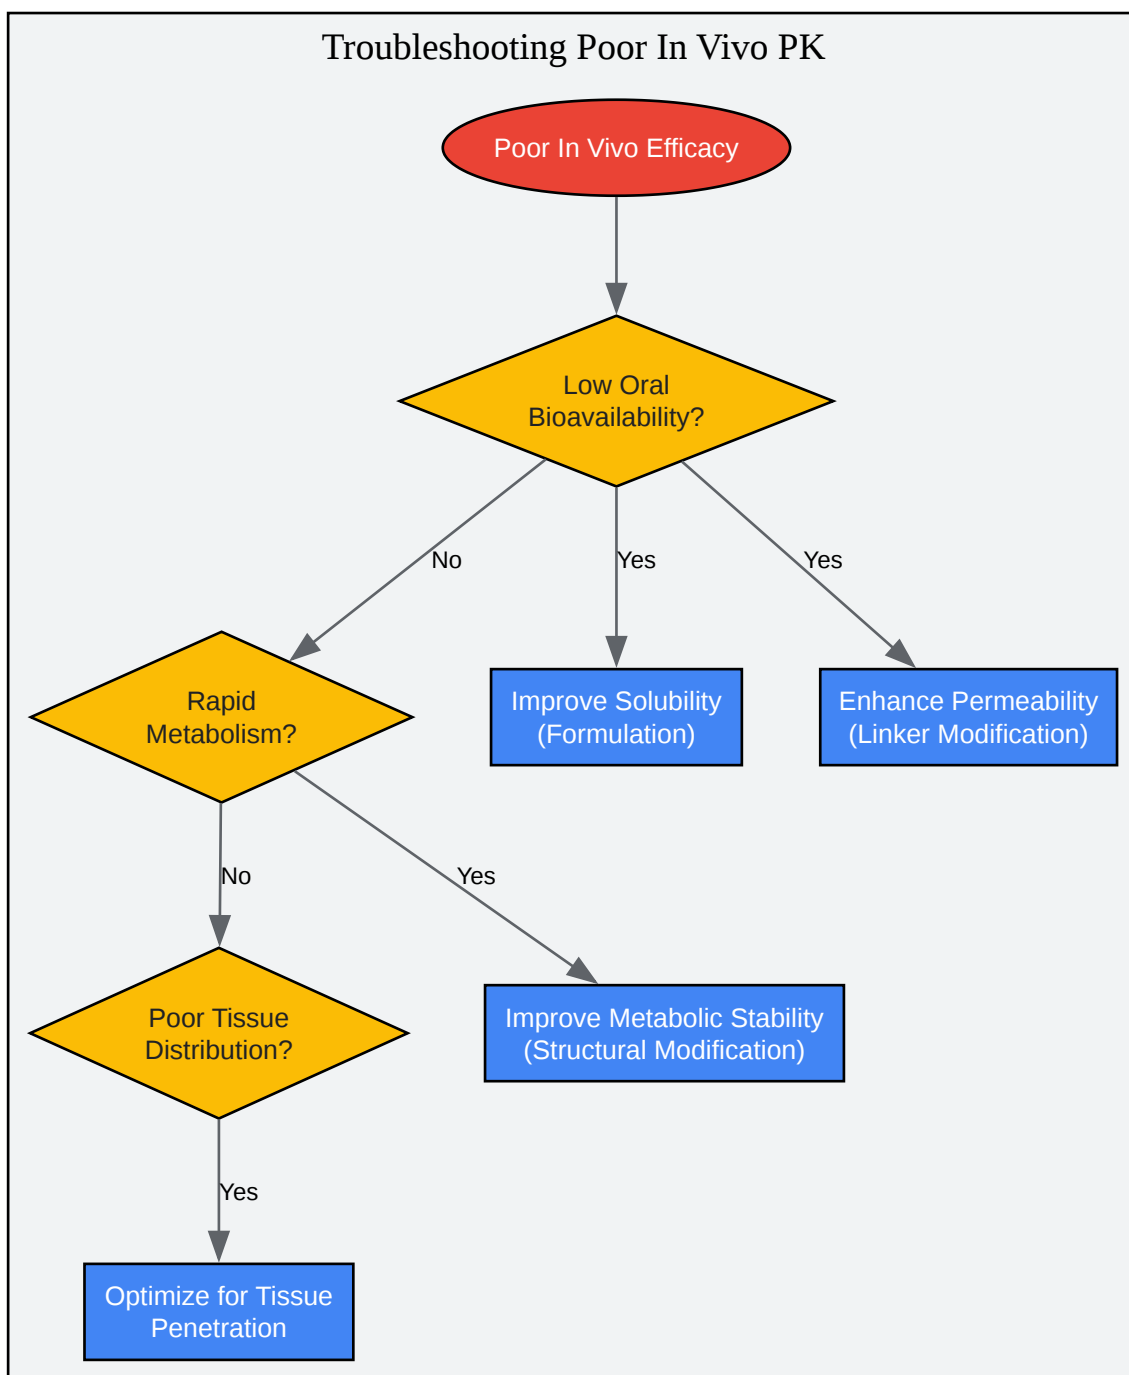 Troubleshooting Poor In Vivo PK
Poor In Vivo Efficacy
Low Oral
Bioavailability?
No
Yes
Yes
Rapid
Metabolism?
Improve Solubility
(Formulation)
Enhance Permeability
(Linker Modification)
No
Yes
Poor Tissue
Distribution?
Improve Metabolic Stability
(Structural Modification)
Yes
Optimize for Tissue
Penetration